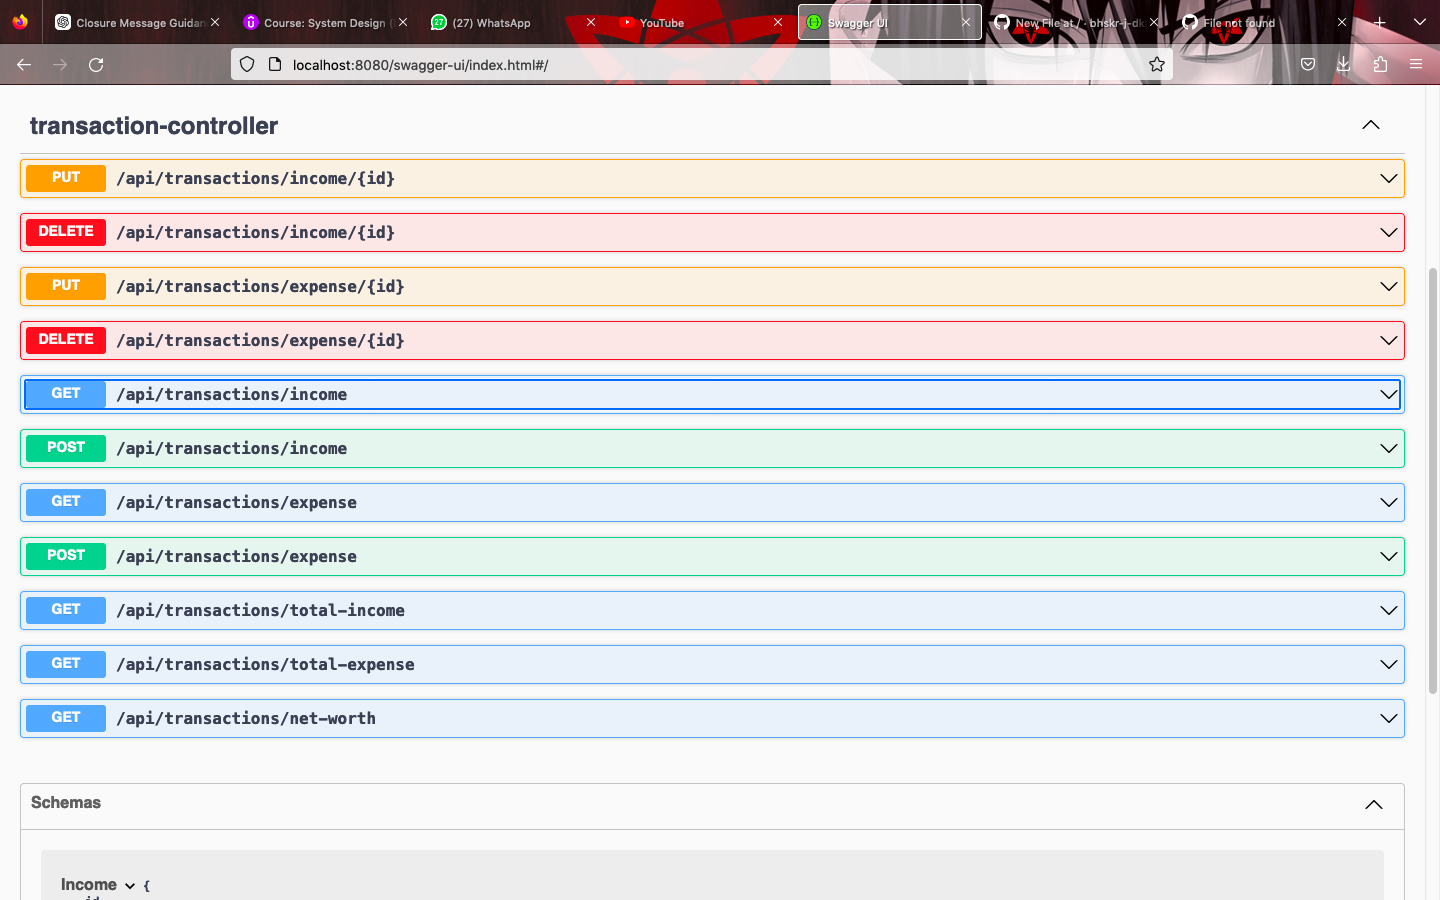 Closure Message Guidan
Course: System Design (
(27) WhatsApp
YouTube
Swagger UI
New File at / · bhskr-j-dk
File not found
localhost:8080/swagger-ui/index.html#/
transaction-controller
PUT /api/transactions/income/{id}
DELETE /api/transactions/income/{id}
PUT /api/transactions/expense/{id}
DELETE /api/transactions/expense/{id}
GET /api/transactions/income
POST /api/transactions/income
GET /api/transactions/expense
POST /api/transactions/expense
GET /api/transactions/total-income
GET /api/transactions/total-expense
GET /api/transactions/net-worth
Schemas
Income {
id